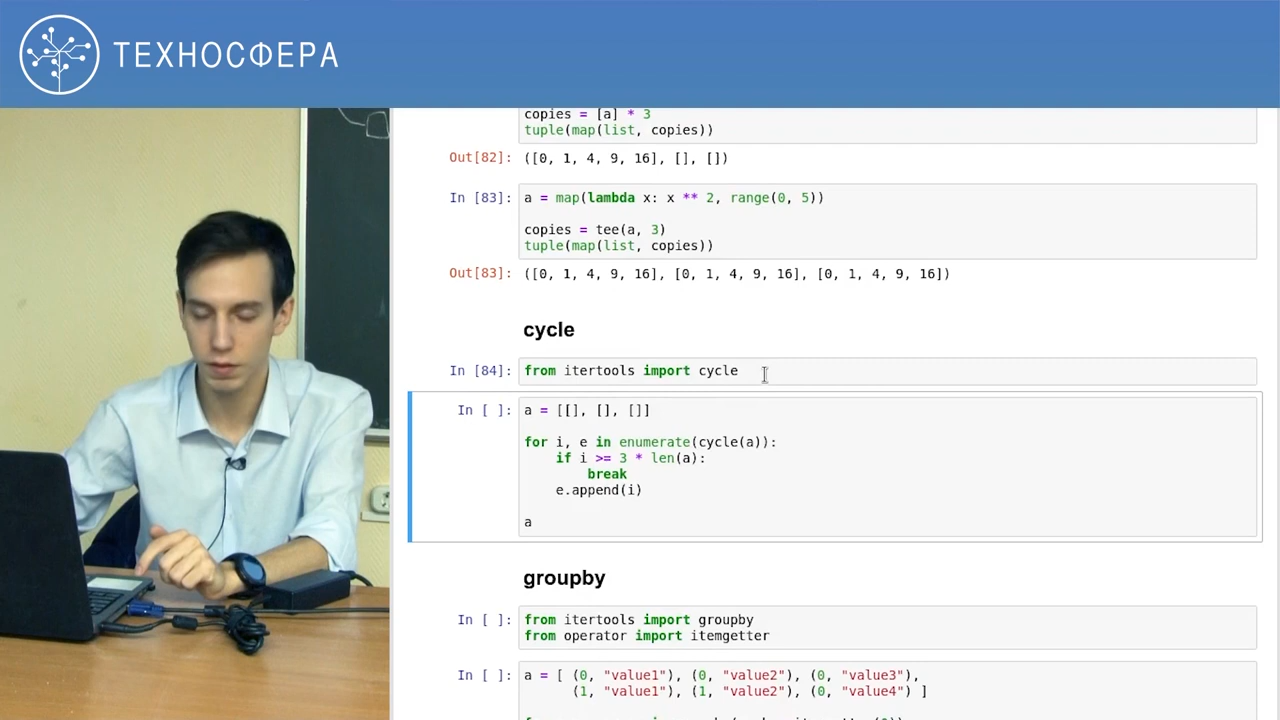 ТЕХНОСФЕРА
copies = [a] * 3
tuple(map(list, copies))
Out[82]: ([0, 1, 4, 9, 16], [], [])
In [83]: a = map(lambda x: x ** 2, range(0, 5))
copies = tee(a, 3)
tuple(map(list, copies))
Out[83]: ([0, 1, 4, 9, 16], [0, 1, 4, 9, 16], [0, 1, 4, 9, 16])
cycle
In [84]: from itertools import cycle
In [ ]: a = [[], [], []]
for i, e in enumerate(cycle(a)):
    if i >= 3 * len(a):
        break
    e.append(i)
a
groupby
In [ ]: from itertools import groupby
from operator import itemgetter
In [ ]: a = [ (0, "value1"), (0, "value2"), (0, "value3"),
      (1, "value1"), (1, "value2"), (0, "value4") ]